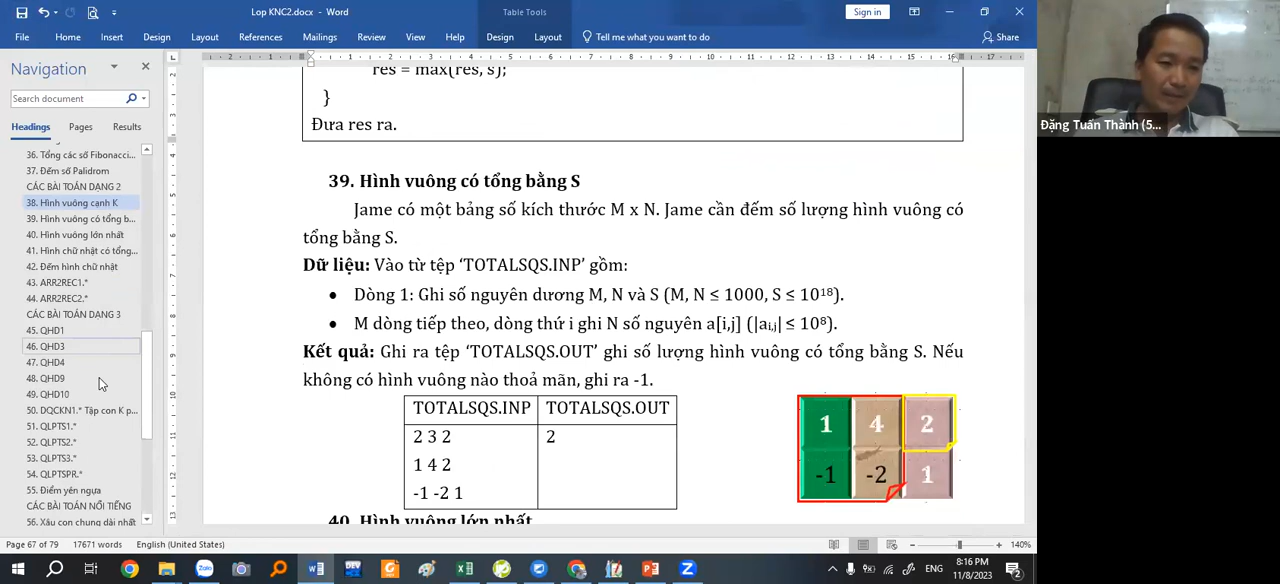 Lop KNC2.docx - Word
Table Tools
Sign in
File Home Insert Design Layout References Mailings Review View Help Design Layout Tell me what you want to do Share
Navigation
Search document
Headings Pages Results
36. Tổng các số Fibonacci...
37. Đếm số Palidrom
CÁC BÀI TOÁN DẠNG 2
38. Hình vuông cạnh K
39. Hình vuông có tổng b...
40. Hình vuông lớn nhất
41. Hình chữ nhật có tổng...
42. Đếm hình chữ nhật
43. ARR2REC1.*
44. ARR2REC2.*
CÁC BÀI TOÁN DẠNG 3
45. QHD1
46. QHD3
47. QHD4
48. QHD9
49. QHD10
50. DQCKN1.* Tập con K p...
51. QLPTS1.*
52. QLPTS2.*
53. QLPTS3.*
54. QLPTSPR.*
55. Điểm yên ngựa
CÁC BÀI TOÁN NỔI TIẾNG
56. Xâu con chung dài nhất
res = max(res, s);
}
Đưa res ra.
39. Hình vuông có tổng bằng S
Jame có một bảng số kích thước M x N. Jame cần đếm số lượng hình vuông có
tổng bằng S.
Dữ liệu: Vào từ tệp ‘TOTALSQS.INP’ gồm:
• Dòng 1: Ghi số nguyên dương M, N và S (M, N ≤ 1000, S ≤ 10¹⁸).
• M dòng tiếp theo, dòng thứ i ghi N số nguyên a[i,j] (|aᵢ,ⱼ| ≤ 10⁸).
Kết quả: Ghi ra tệp ‘TOTALSQS.OUT’ ghi số lượng hình vuông có tổng bằng S. Nếu
không có hình vuông nào thoả mãn, ghi ra -1.
TOTALSQS.INP TOTALSQS.OUT
2 3 2 2
1 4 2
-1 -2 1
1 4 2
-1 -2 1
40. Hình vuông lớn nhất
Đặng Tuấn Thành (5...
Page 67 of 79 17671 words English (United States) 140%
ENG
8:16 PM
11/8/2023